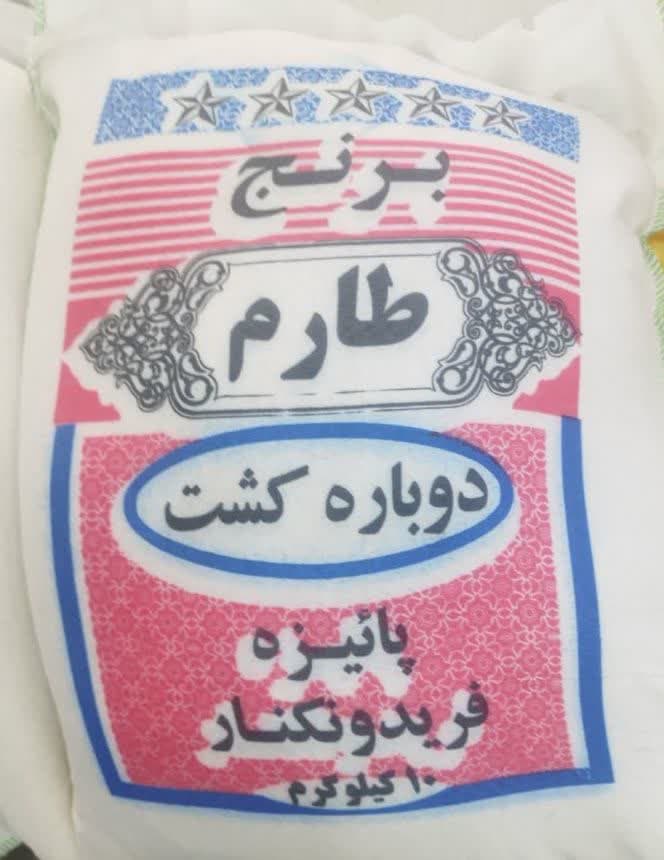 برنج
طارم
دوباره کشت
پائیزه
فریدونکنار
۱۰ کیلوگرم